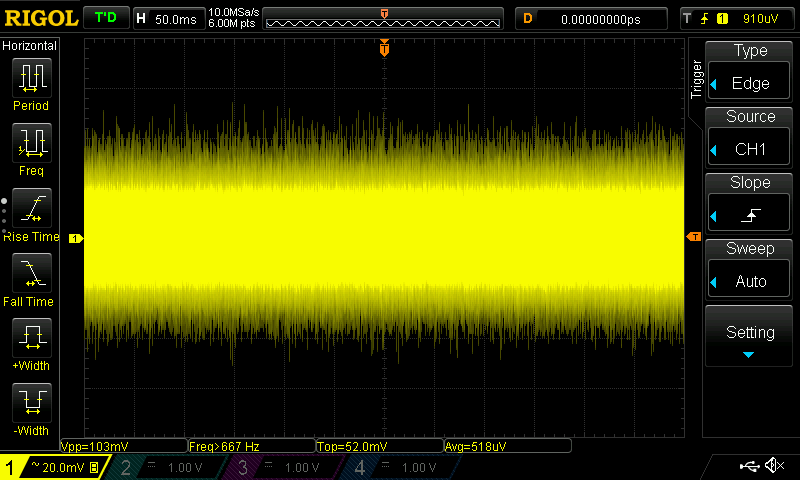 RIGOL T'D H 50.0ms 10.0MSa/s 6.00M pts T D 0.00000000ps T 1 910uV
Horizontal
Period
Freq
Rise Time
Fall Time
+Width
-Width
T
1
T
Trigger
Type
Edge
Source
CH1
Slope
Sweep
Auto
Setting
Vpp=103mV Freq>667 Hz Top=52.0mV Avg=518uV
1 ~ 20.0mV B 2 1.00 V 3 1.00 V 4 1.00 V